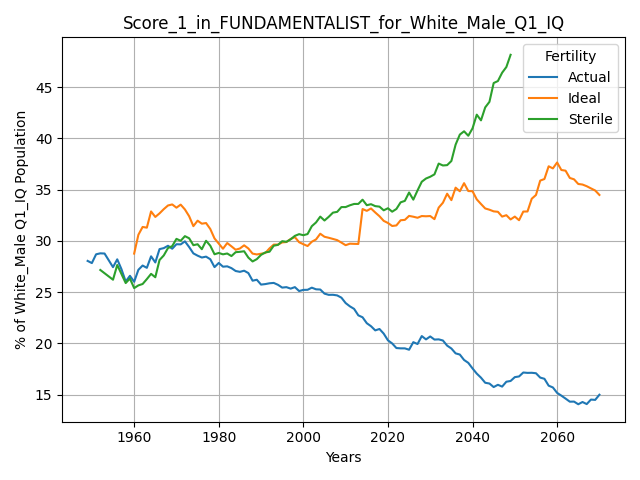 Score_1_in_FUNDAMENTALIST_for_White_Male_Q1_IQ
% of White_Male Q1_IQ Population
45
40
35
30
25
20
15
Fertility
Actual
Ideal
Sterile
1960 1980 2000 2020 2040 2060
Years